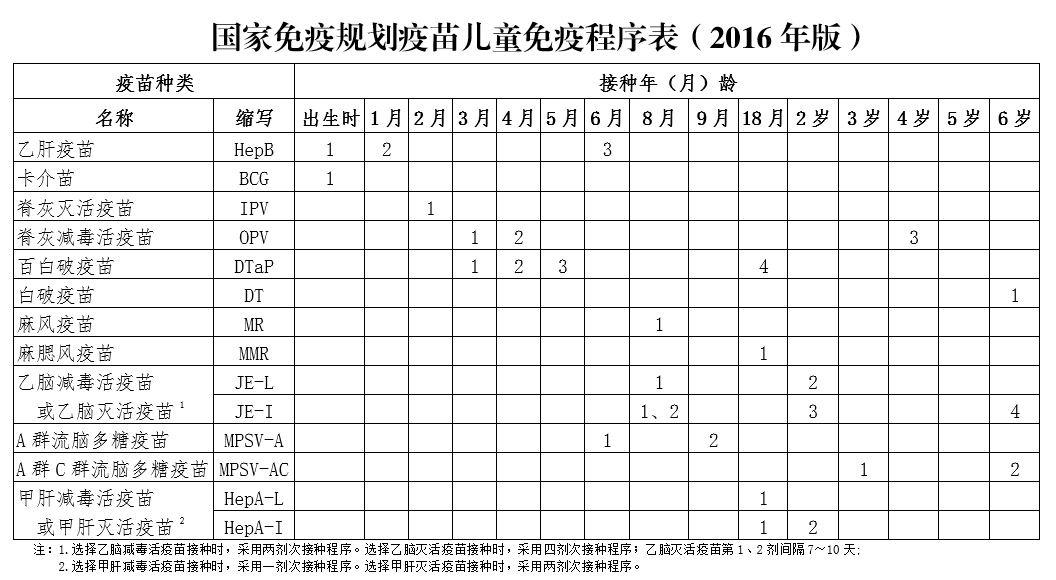 国家免疫规划疫苗儿童免疫程序表（2016年版）
疫苗种类 接种年（月）龄
名称 缩写 出生时 1月 2月 3月 4月 5月 6月 8月 9月 18月 2岁 3岁 4岁 5岁 6岁
乙肝疫苗 HepB 1 2 3
卡介苗 BCG 1
脊灰灭活疫苗 IPV 1
脊灰减毒活疫苗 OPV 1 2 3
百白破疫苗 DTaP 1 2 3 4
白破疫苗 DT 1
麻风疫苗 MR 1
麻腮风疫苗 MMR 1
乙脑减毒活疫苗 JE-L 1 2
或乙脑灭活疫苗1 JE-I 1、2 3 4
A群流脑多糖疫苗 MPSV-A 1 2
A群C群流脑多糖疫苗 MPSV-AC 1 2
甲肝减毒活疫苗 HepA-L 1
或甲肝灭活疫苗2 HepA-I 1 2
注：1.选择乙脑减毒活疫苗接种时，采用两剂次接种程序。选择乙脑灭活疫苗接种时，采用四剂次接种程序；乙脑灭活疫苗第1、2剂间隔7～10天;
2.选择甲肝减毒活疫苗接种时，采用一剂次接种程序。选择甲肝灭活疫苗接种时，采用两剂次接种程序。